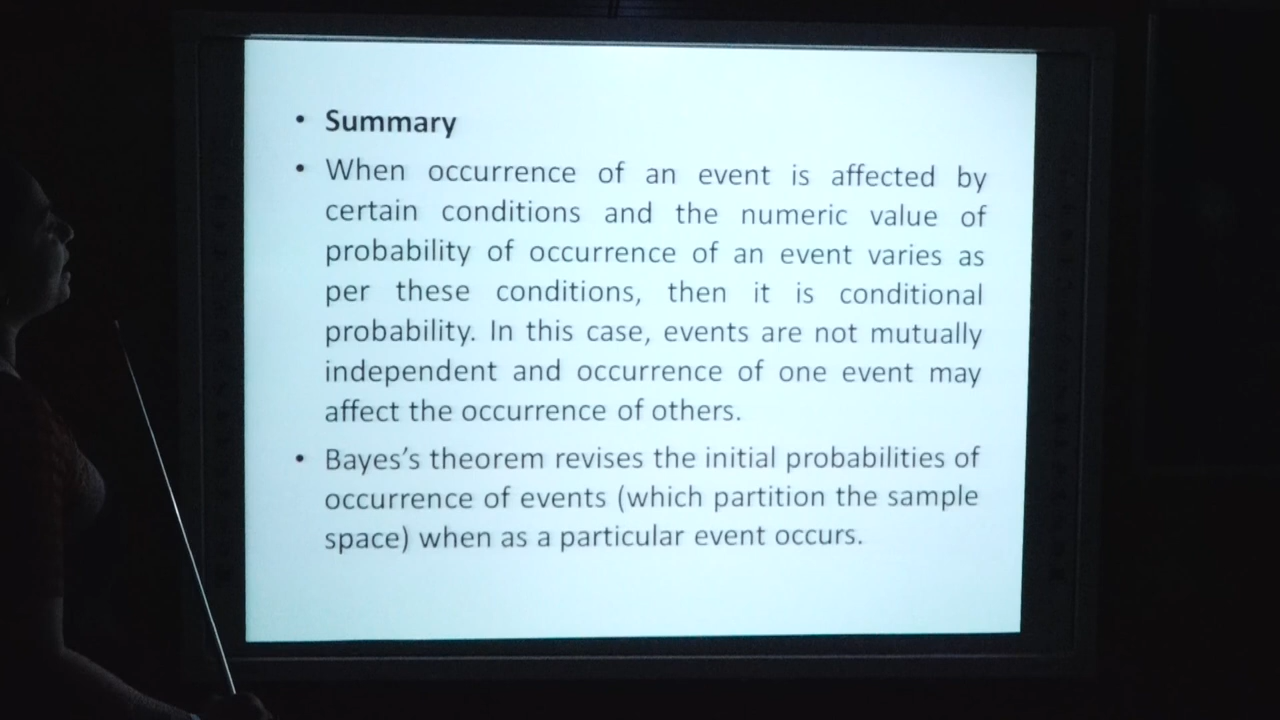 • Summary
• When occurrence of an event is affected by
certain conditions and the numeric value of
probability of occurrence of an event varies as
per these conditions, then it is conditional
probability. In this case, events are not mutually
independent and occurrence of one event may
affect the occurrence of others.
• Bayes’s theorem revises the initial probabilities of
occurrence of events (which partition the sample
space) when as a particular event occurs.